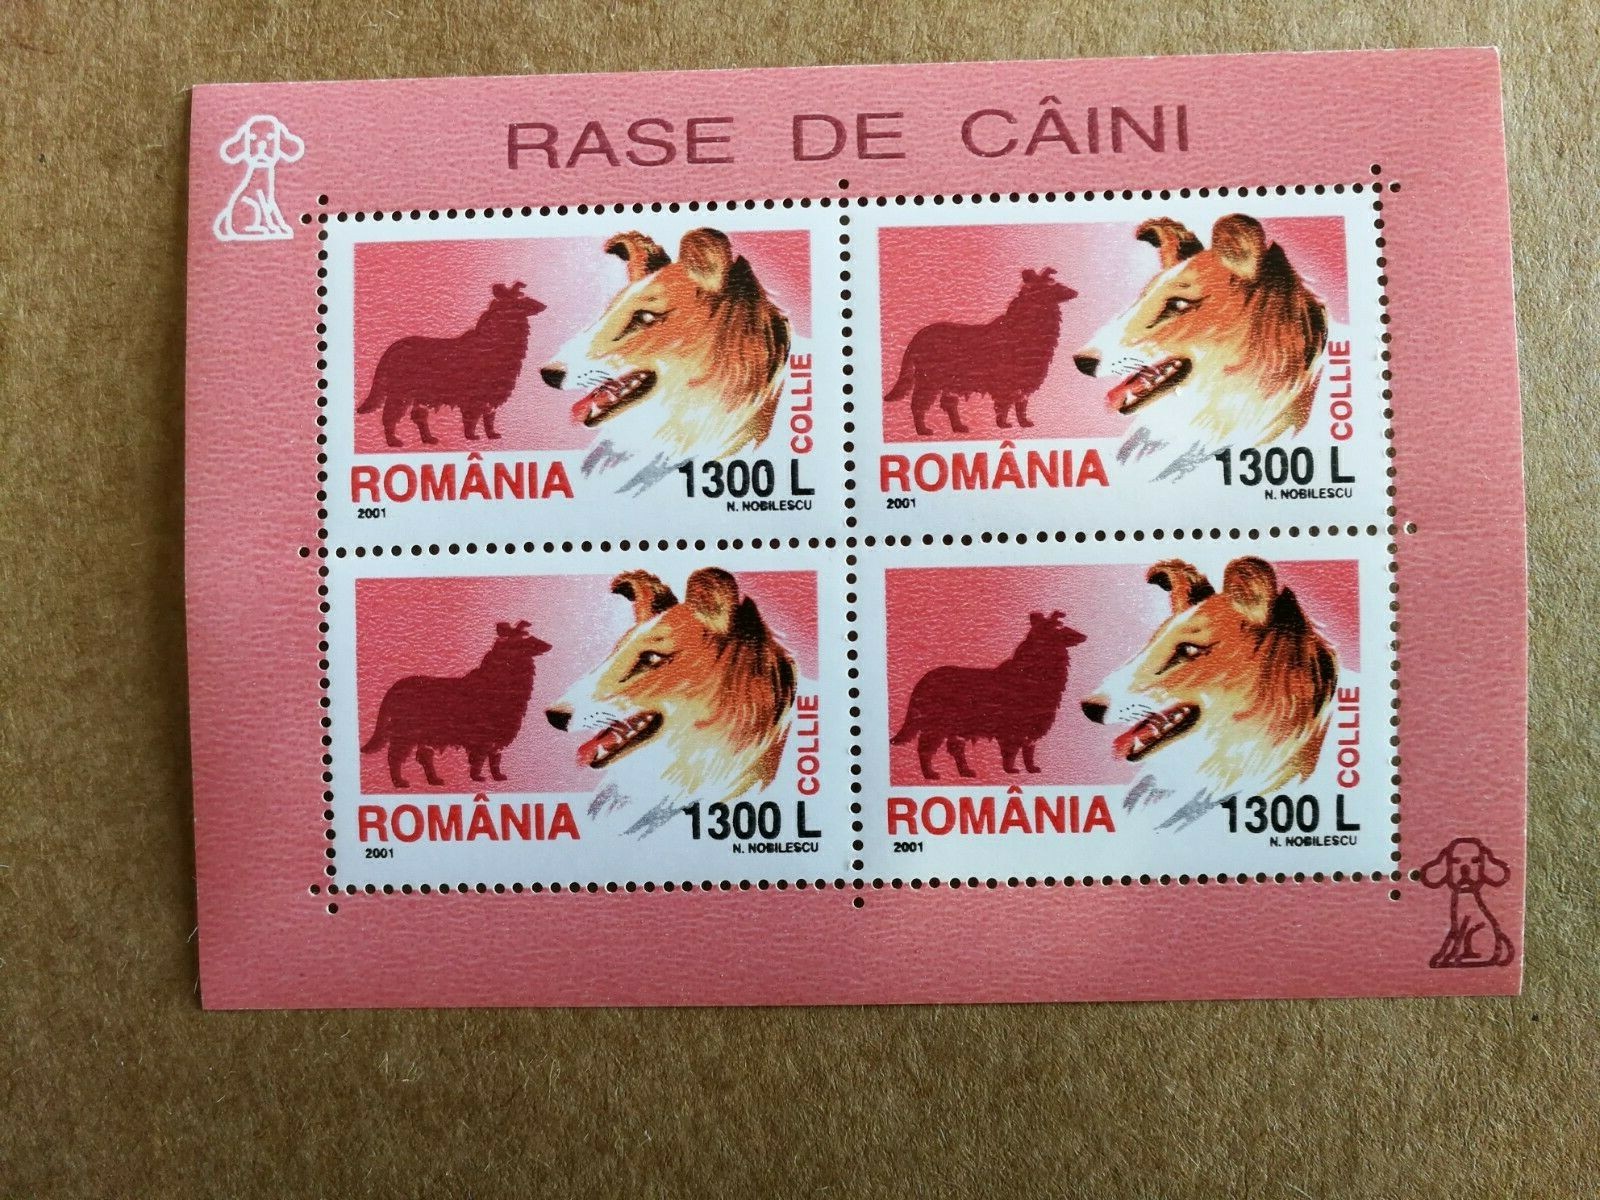 RASE DE CÂINI
COLLIE
ROMÂNIA 1300 L
2001 N. NOBILESCU
COLLIE
ROMÂNIA 1300 L
2001 N. NOBILESCU
COLLIE
ROMÂNIA 1300 L
2001 N. NOBILESCU
COLLIE
ROMÂNIA 1300 L
2001 N. NOBILESCU